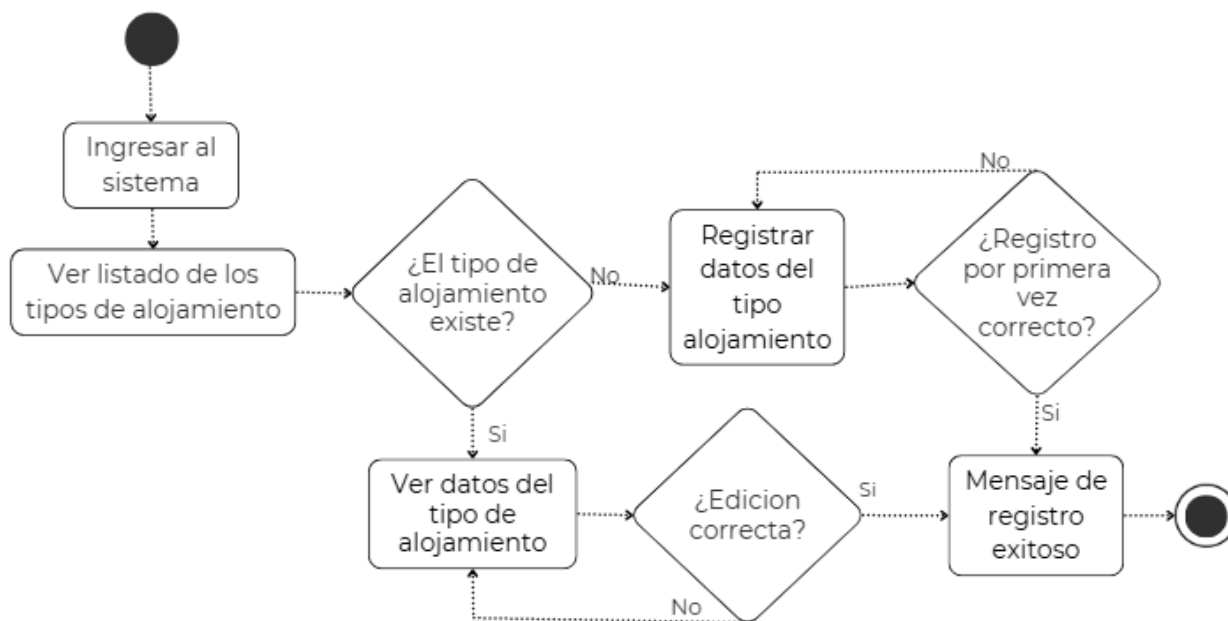 Ingresar al
sistema
Ver listado de los
tipos de alojamiento
¿El tipo de
alojamiento
existe?
No
Registrar
datos del
tipo
alojamiento
No
¿Registro
por primera
vez
correcto?
Si
Si
Ver datos del
tipo de
alojamiento
¿Edicion
correcta?
Si
No
Mensaje de
registro
exitoso